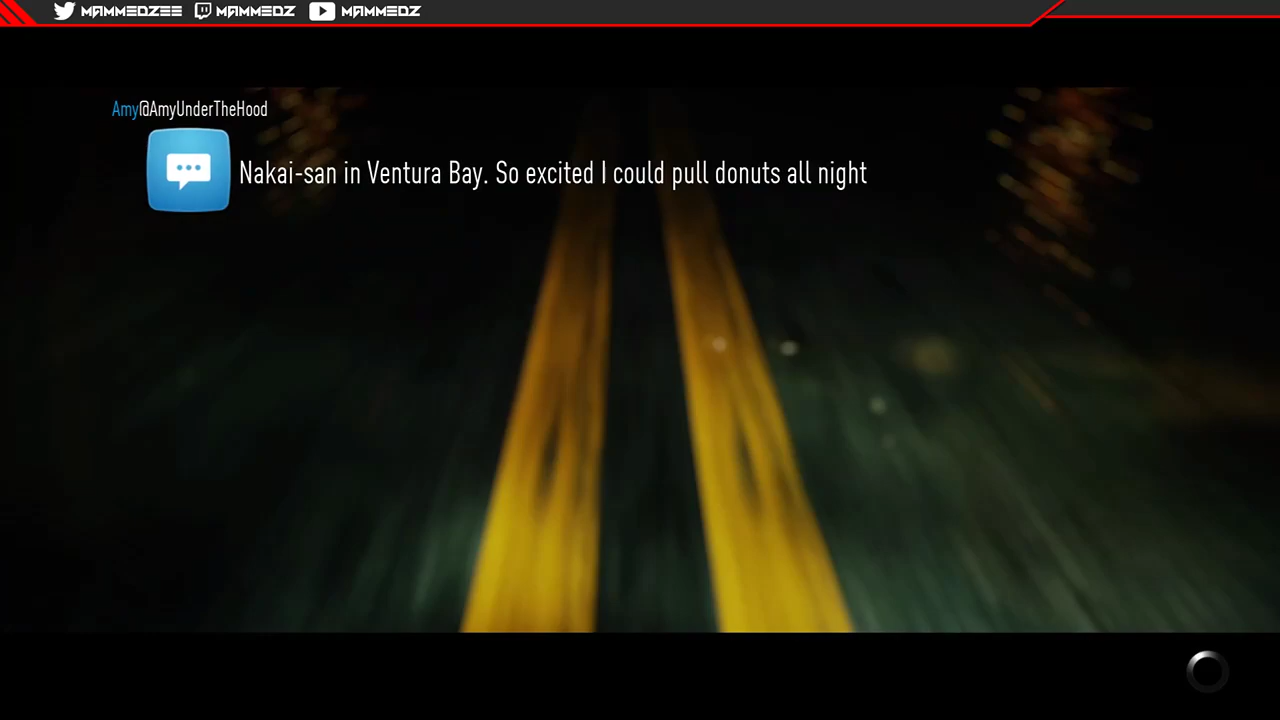 MAMMEDZEE MAMMEDZ MAMMEDZ
Amy@AmyUnderTheHood
Nakai-san in Ventura Bay. So excited I could pull donuts all night